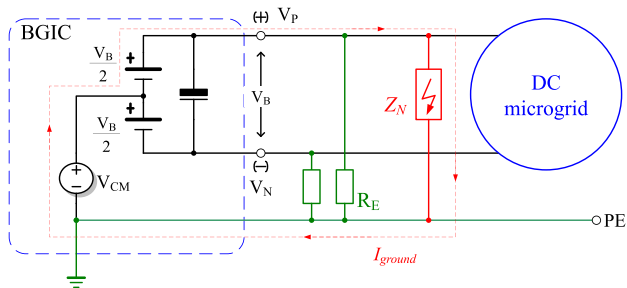 BGIC
(+) V_P
V_B
2
V_B
V_B
2
Z_N
DC
microgrid
V_CM
(−)
V_N
R_E
PE
I_ground